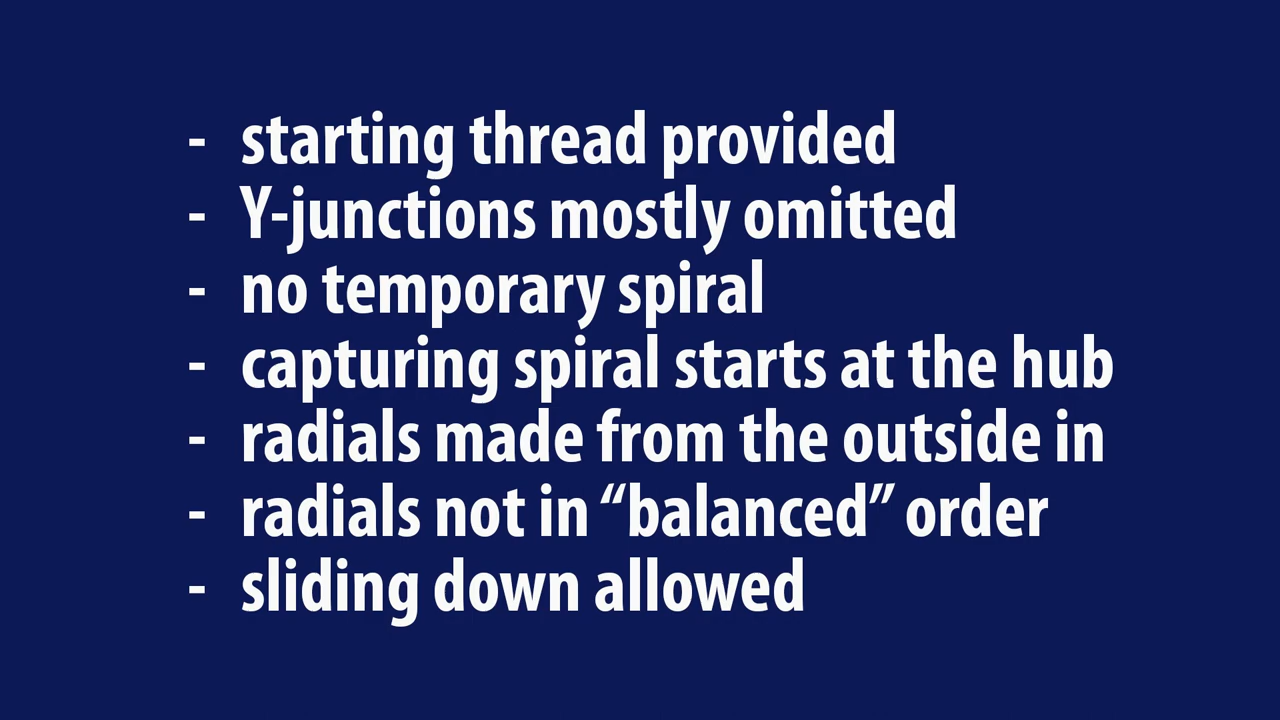 - starting thread provided
- Y-junctions mostly omitted
- no temporary spiral
- capturing spiral starts at the hub
- radials made from the outside in
- radials not in “balanced” order
- sliding down allowed